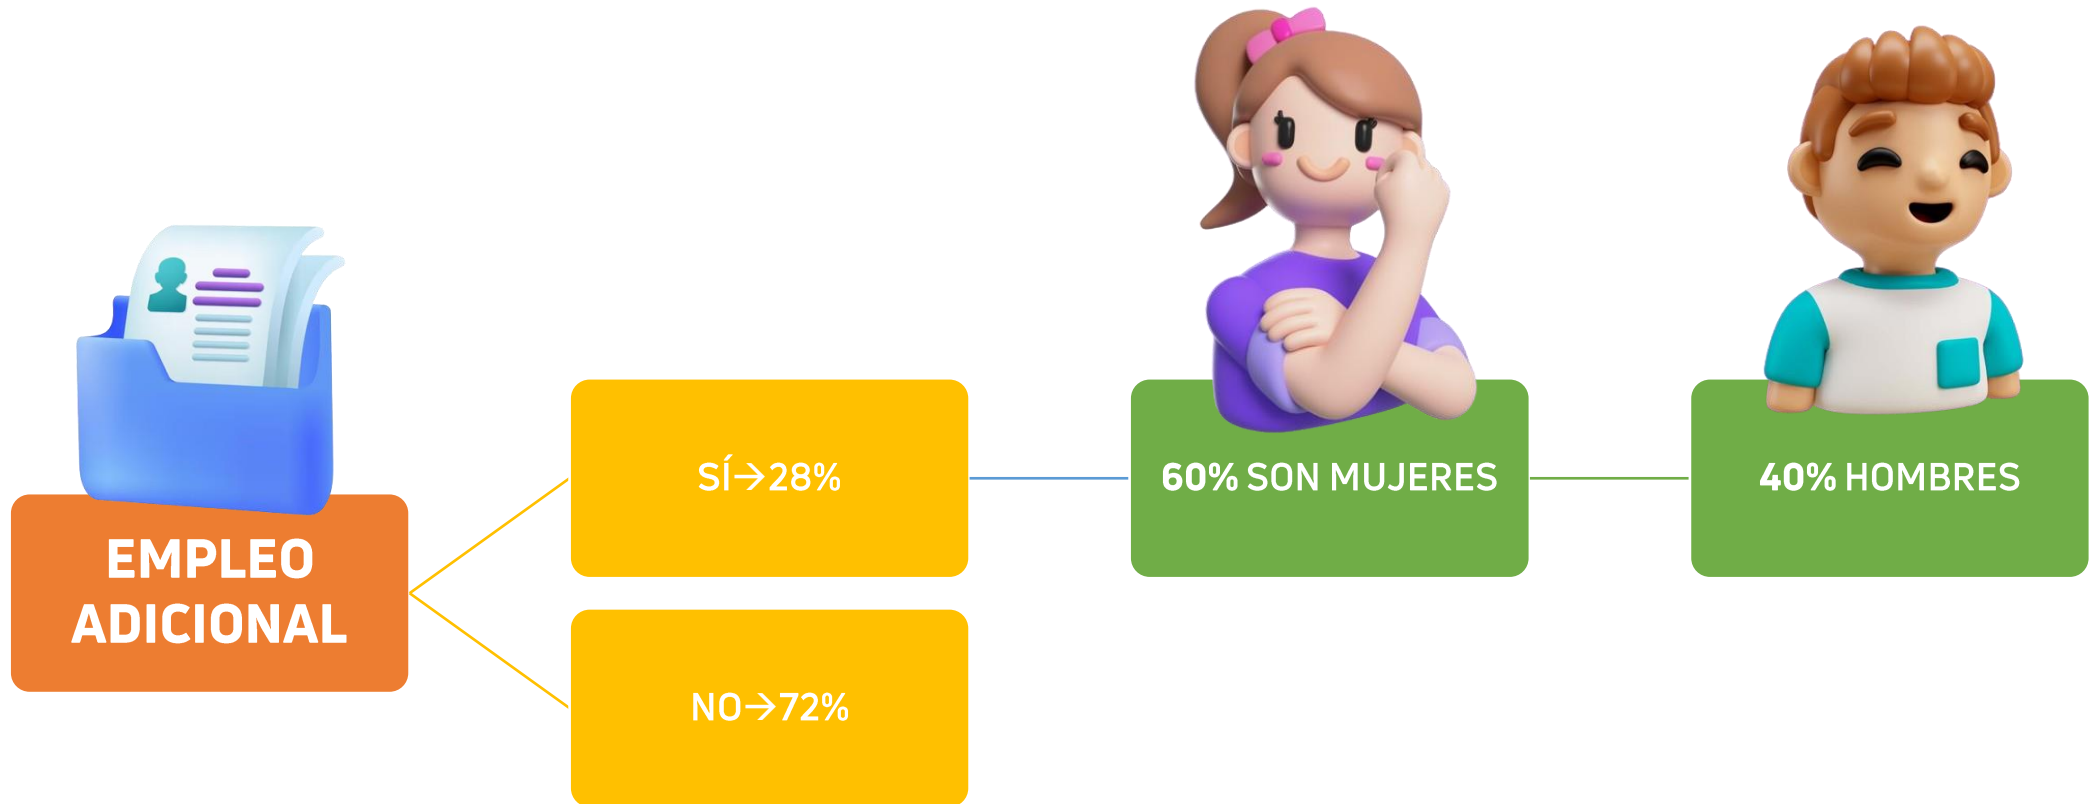 EMPLEO
ADICIONAL
SÍ→28%
NO→72%
60% SON MUJERES
40% HOMBRES